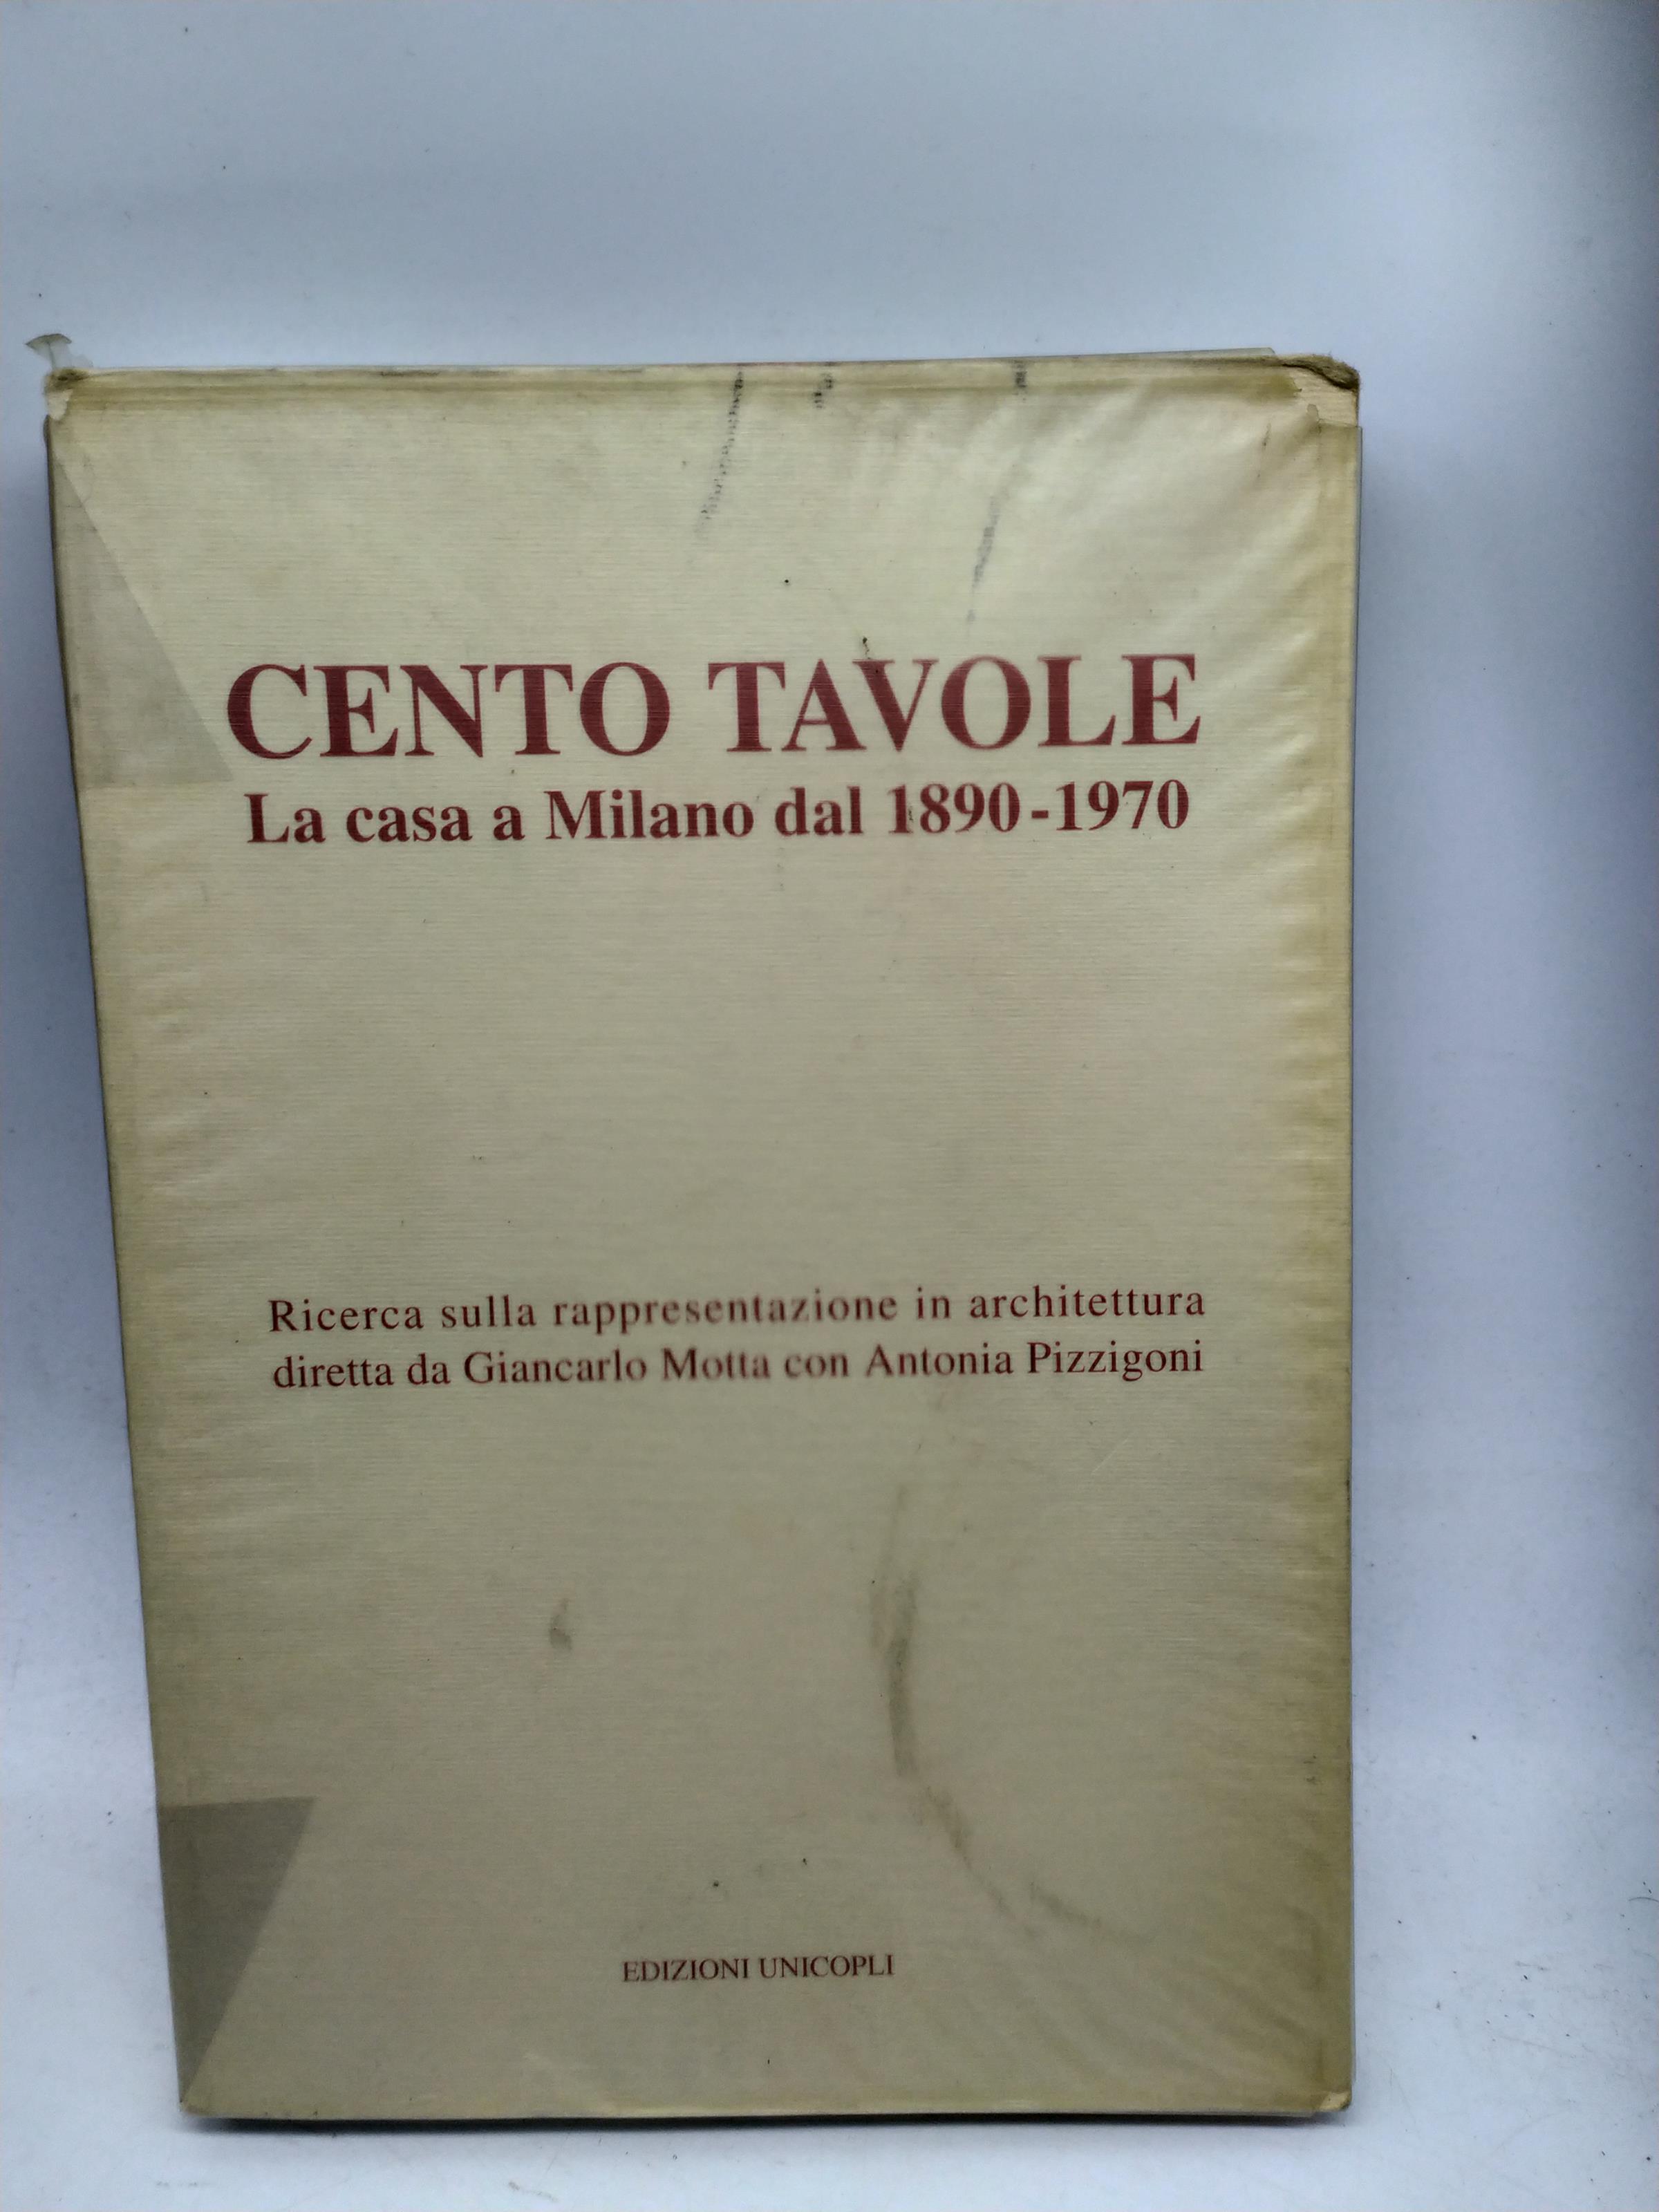 CENTO TAVOLE
La casa a Milano dal 1890-1970
Ricerca sulla rappresentazione in architettura
diretta da Giancarlo Motta con Antonia Pizzigoni
EDIZIONI UNICOPLI